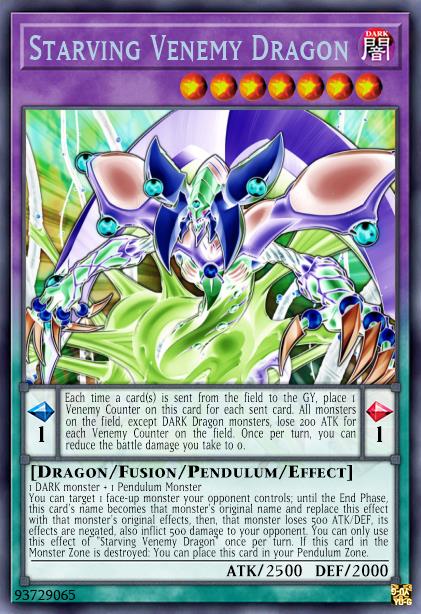 Starving Venemy Dragon
DARK
闇
Each time a card(s) is sent from the field to the GY, place 1
Venemy Counter on this card for each sent card. All monsters
on the field, except DARK Dragon monsters, lose 200 ATK for
each Venemy Counter on the field. Once per turn, you can
reduce the battle damage you take to 0.
1
1
[Dragon/Fusion/Pendulum/Effect]
1 DARK monster + 1 Pendulum Monster
You can target 1 face-up monster your opponent controls; until the End Phase,
this card's name becomes that monster's original name and replace this effect
with that monster's original effects, then, that monster loses 500 ATK/DEF, its
effects are negated, also inflict 500 damage to your opponent. You can only use
this effect of "Starving Venemy Dragon" once per turn. If this card in the
Monster Zone is destroyed: You can place this card in your Pendulum Zone.
ATK/2500 DEF/2000
93729065